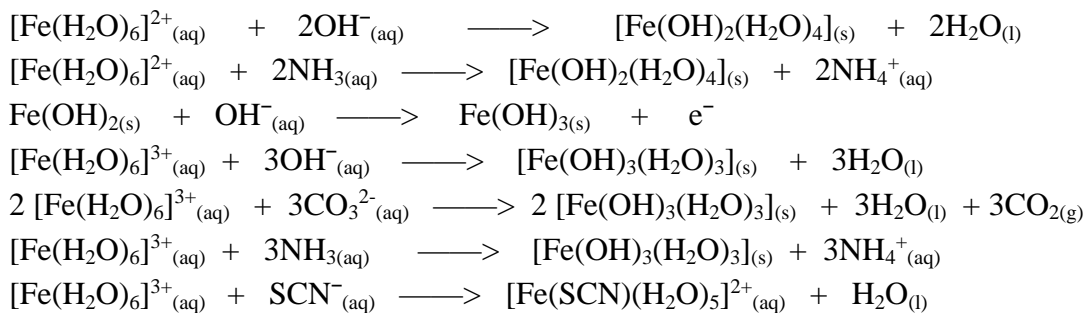 [Fe(H₂O)₆]²⁺₍aq₎ + 2OH⁻₍aq₎ ——> [Fe(OH)₂(H₂O)₄]₍s₎ + 2H₂O₍l₎
[Fe(H₂O)₆]²⁺₍aq₎ + 2NH₃₍aq₎ ——> [Fe(OH)₂(H₂O)₄]₍s₎ + 2NH₄⁺₍aq₎
Fe(OH)₂₍s₎ + OH⁻₍aq₎ ——> Fe(OH)₃₍s₎ + e⁻
[Fe(H₂O)₆]³⁺₍aq₎ + 3OH⁻₍aq₎ ——> [Fe(OH)₃(H₂O)₃]₍s₎ + 3H₂O₍l₎
2 [Fe(H₂O)₆]³⁺₍aq₎ + 3CO₃²⁻₍aq₎ ——> 2 [Fe(OH)₃(H₂O)₃]₍s₎ + 3H₂O₍l₎ + 3CO₂₍g₎
[Fe(H₂O)₆]³⁺₍aq₎ + 3NH₃₍aq₎ ——> [Fe(OH)₃(H₂O)₃]₍s₎ + 3NH₄⁺₍aq₎
[Fe(H₂O)₆]³⁺₍aq₎ + SCN⁻₍aq₎ ——> [Fe(SCN)(H₂O)₅]²⁺₍aq₎ + H₂O₍l₎